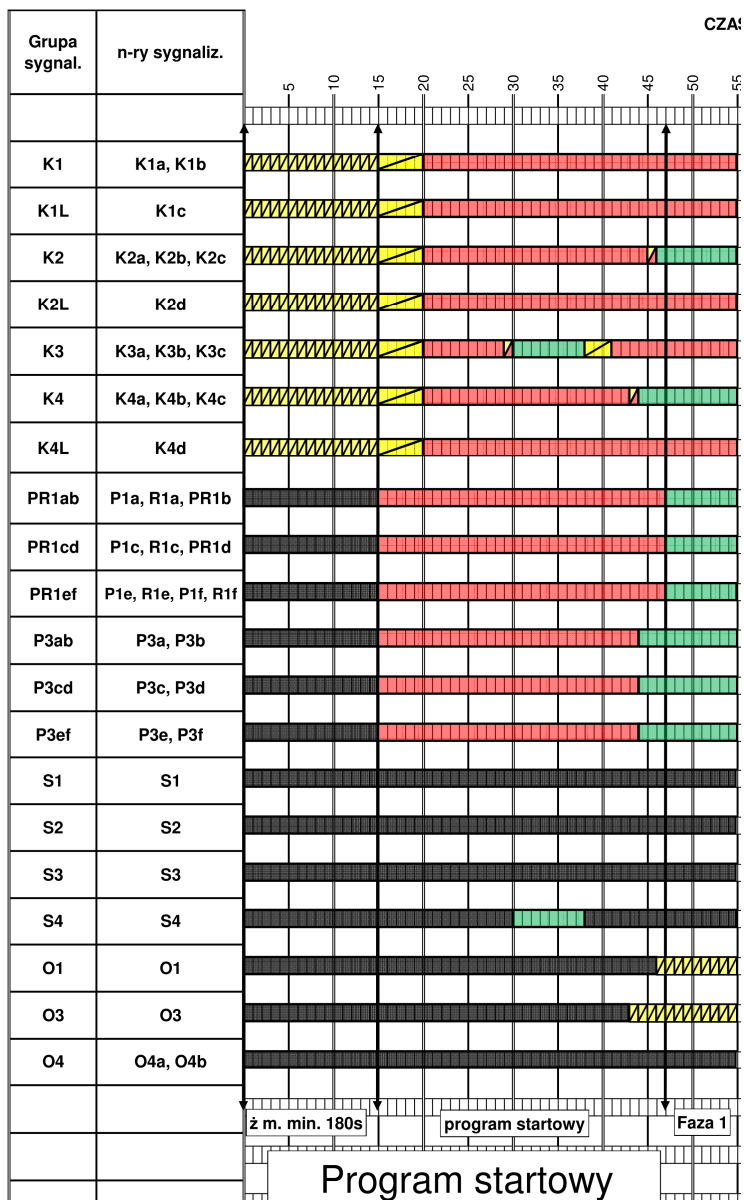 CZAS
Grupa sygnal.
n-ry sygnaliz.
5 10 15 20 25 30 35 40 45 50 55
K1 K1a, K1b
K1L K1c
K2 K2a, K2b, K2c
K2L K2d
K3 K3a, K3b, K3c
K4 K4a, K4b, K4c
K4L K4d
PR1ab P1a, R1a, PR1b
PR1cd P1c, R1c, PR1d
PR1ef P1e, R1e, P1f, R1f
P3ab P3a, P3b
P3cd P3c, P3d
P3ef P3e, P3f
S1 S1
S2 S2
S3 S3
S4 S4
O1 O1
O3 O3
O4 O4a, O4b
ż m. min. 180s program startowy Faza 1
Program startowy